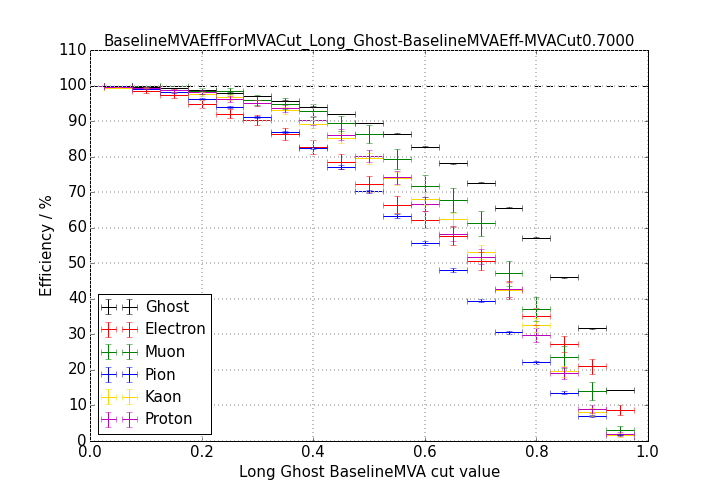 BaselineMVAEffForMVACut_Long_Ghost-BaselineMVAEff-MVACut0.7000
110
100
90
80
70
60
50
40
30
20
10
0
Efficiency / %
Ghost
Electron
Muon
Pion
Kaon
Proton
0.0 0.2 0.4 0.6 0.8 1.0
Long Ghost BaselineMVA cut value